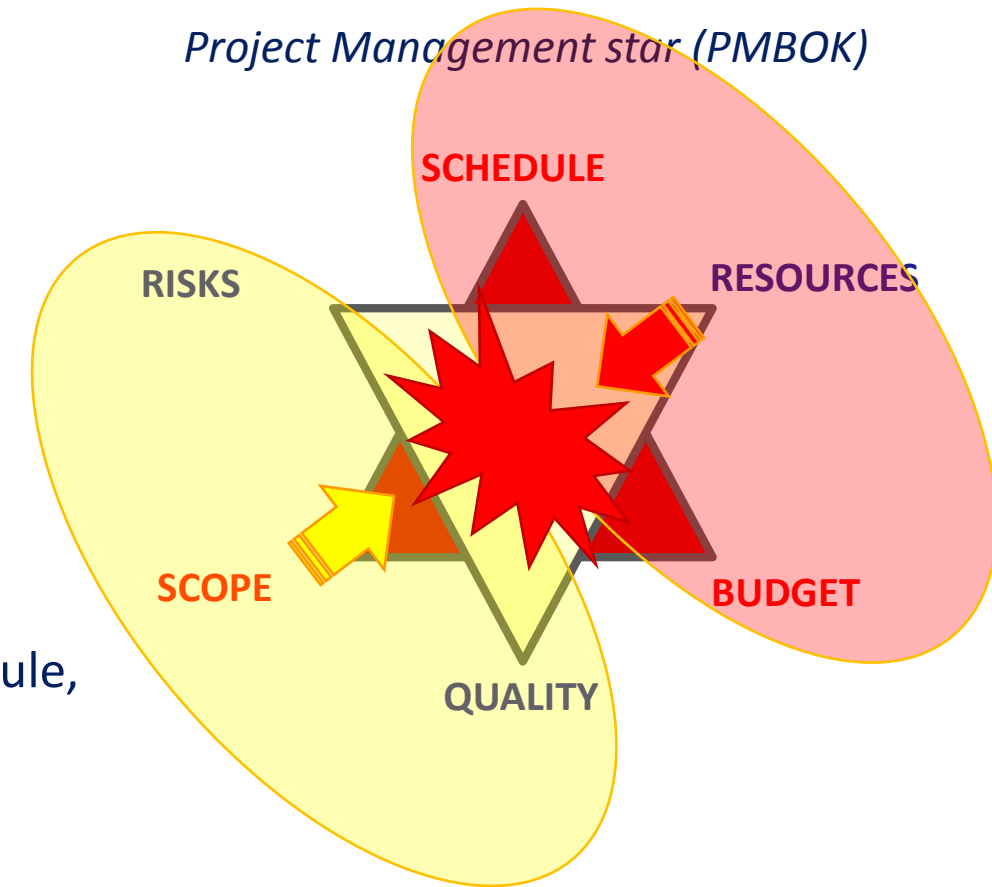 Project Management star (PMBOK)
SCHEDULE
RISKS
RESOURCES
SCOPE
BUDGET
ule,
QUALITY